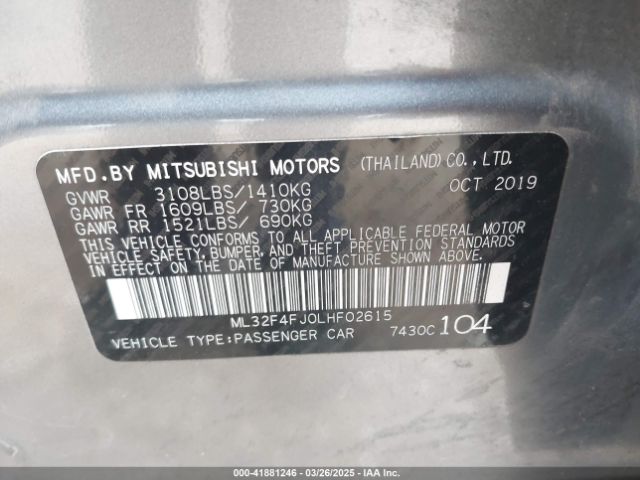 MFD.BY MITSUBISHI MOTORS (THAILAND)CO.,LTD.
GVWR 3108LBS/1410KG OCT 2019
GAWR FR 1609LBS/ 730KG
GAWR RR 1521LBS/ 690KG
THIS VEHICLE CONFORMS TO ALL APPLICABLE FEDERAL MOTOR
VEHICLE SAFETY, BUMPER, AND THEFT PREVENTION STANDARDS
IN EFFECT ON THE DATE OF MANUFACTURE SHOWN ABOVE.
ML32F4FJ0LHF02615
VEHICLE TYPE:PASSENGER CAR 7430C 104
000-41881246 - 03/26/2025 - IAA Inc.